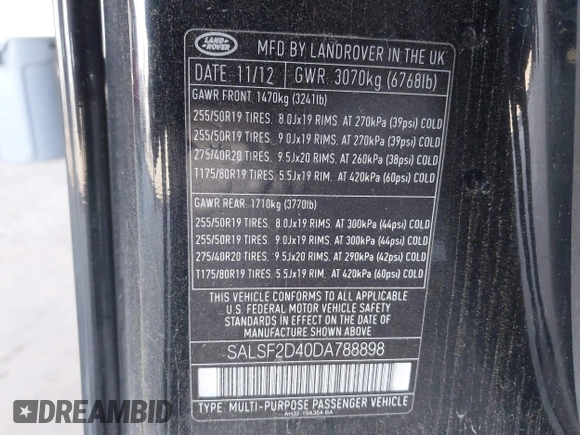 LAND-
ROVER
MFD BY LANDROVER IN THE UK
DATE: 11/12 GWR: 3070kg (6768lb)
GAWR FRONT: 1470kg (3241lb)
255/50R19 TIRES. 8.0Jx19 RIMS. AT 270kPa (39psi) COLD
255/50R19 TIRES. 9.0Jx19 RIMS. AT 270kPa (39psi) COLD
275/40R20 TIRES. 9.5Jx20 RIMS. AT 260kPa (38psi) COLD
T175/80R19 TIRES. 5.5Jx19 RIM. AT 420kPa (60psi) COLD
GAWR REAR: 1710kg (3770lb)
255/50R19 TIRES. 8.0Jx19 RIMS. AT 300kPa (44psi) COLD
255/50R19 TIRES. 9.0Jx19 RIMS. AT 300kPa (44psi) COLD
275/40R20 TIRES. 9.5Jx20 RIMS. AT 290kPa (42psi) COLD
T175/80R19 TIRES. 5.5Jx19 RIM. AT 420kPa (60psi) COLD
THIS VEHICLE CONFORMS TO ALL APPLICABLE
U.S. FEDERAL MOTOR VEHICLE SAFETY
STANDARDS IN EFFECT ON THE DATE OF
MANUFACTURE SHOWN ABOVE.
SALSF2D40DA788898
TYPE: MULTI-PURPOSE PASSENGER VEHICLE
DREAMBID